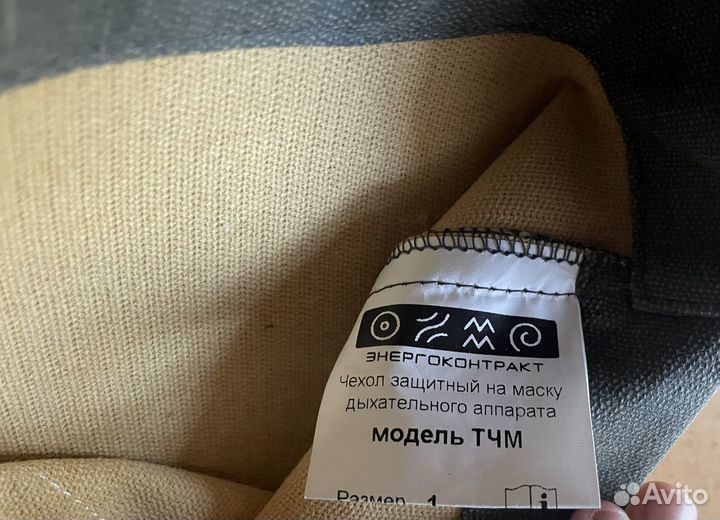 ЭНЕРГОКОНТРАКТ
Чехол защитный на маску
дыхательного аппарата
модель ТЧМ
Размер 1
i
Avito